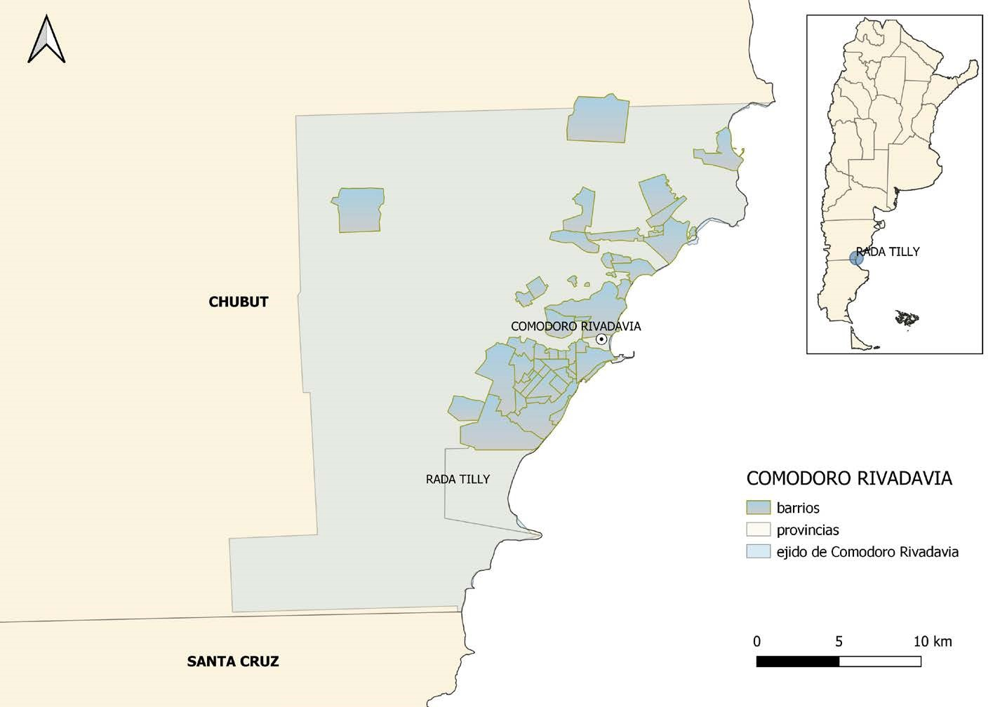 RADA TILLY
CHUBUT
COMODORO RIVADAVIA
RADA TILLY
SANTA CRUZ
COMODORO RIVADAVIA
barrios
provincias
ejido de Comodoro Rivadavia
0 5 10 km